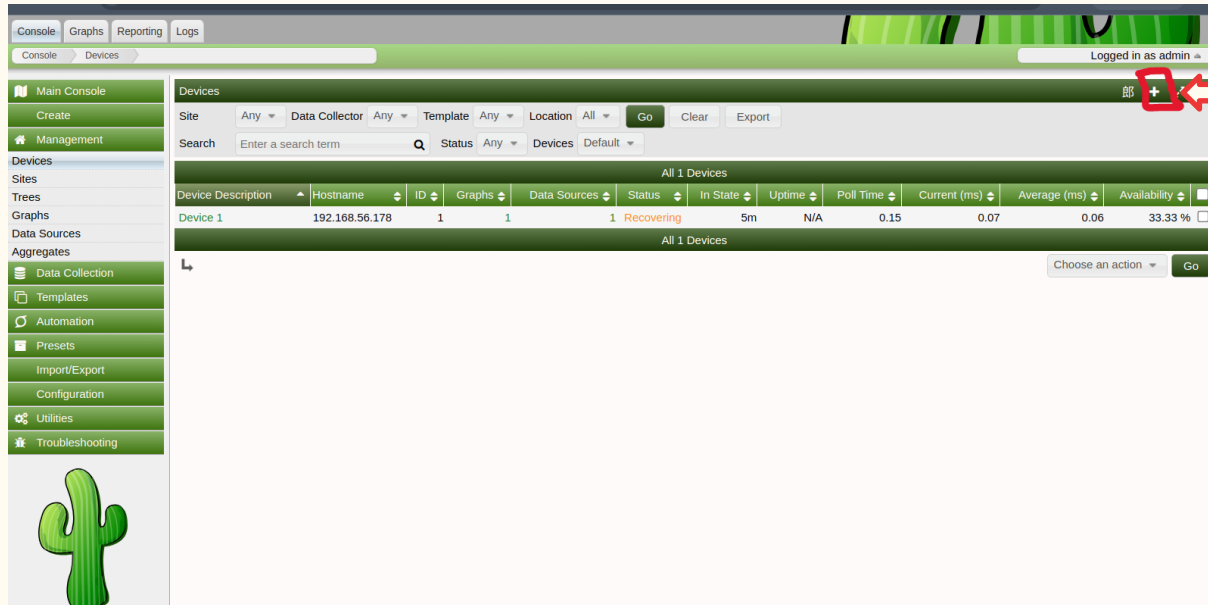 Console Graphs Reporting Logs
Console Devices Logged in as admin
Main Console
Create
Management
Devices
Sites
Trees
Graphs
Data Sources
Aggregates
Data Collection
Templates
Automation
Presets
Import/Export
Configuration
Utilities
Troubleshooting
Devices
Site Any Data Collector Any Template Any Location All Go Clear Export
Search Enter a search term Status Any Devices Default
All 1 Devices
Device Description Hostname ID Graphs Data Sources Status In State Uptime Poll Time Current (ms) Average (ms) Availability
Device 1 192.168.56.178 1 1 1 Recovering 5m N/A 0.15 0.07 0.06 33.33 %
All 1 Devices
Choose an action Go